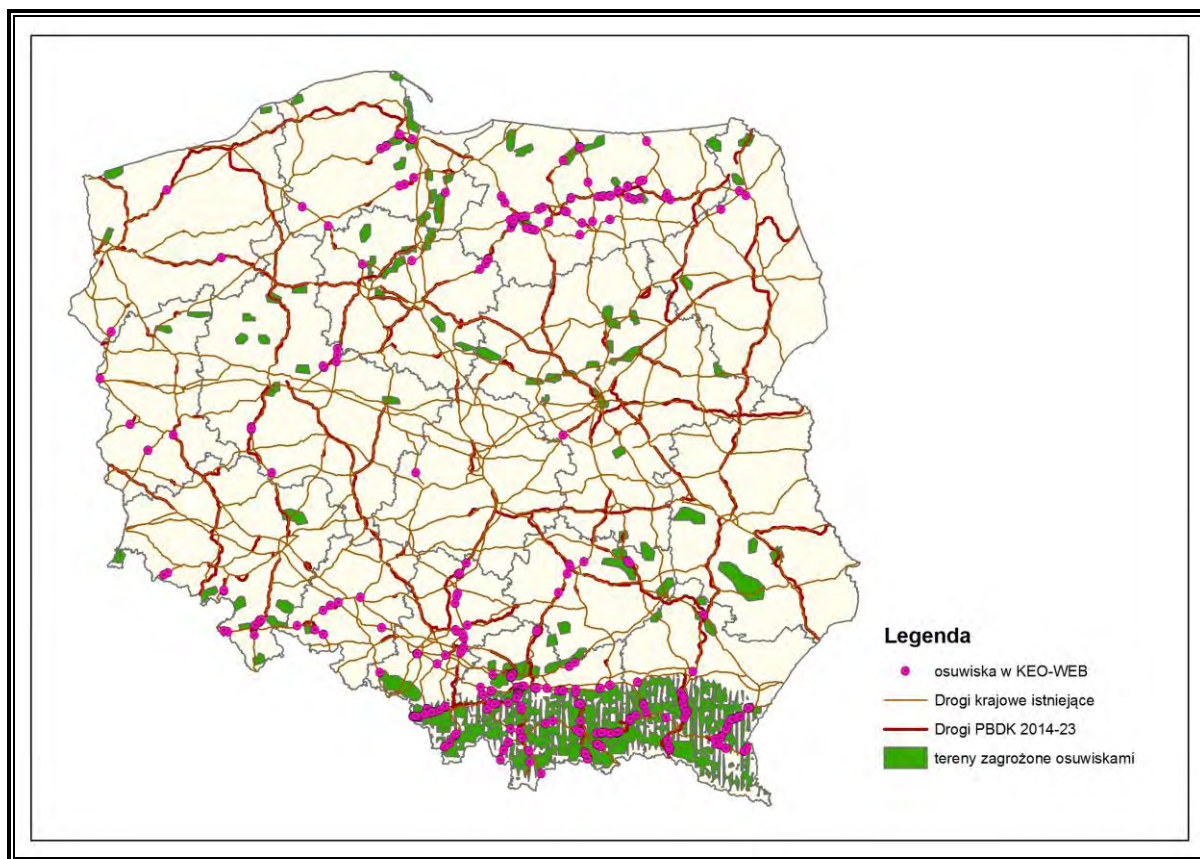 Legenda
osuwiska w KEO-WEB
Drogi krajowe istniejące
Drogi PBDK 2014-23
tereny zagrożone osuwiskami